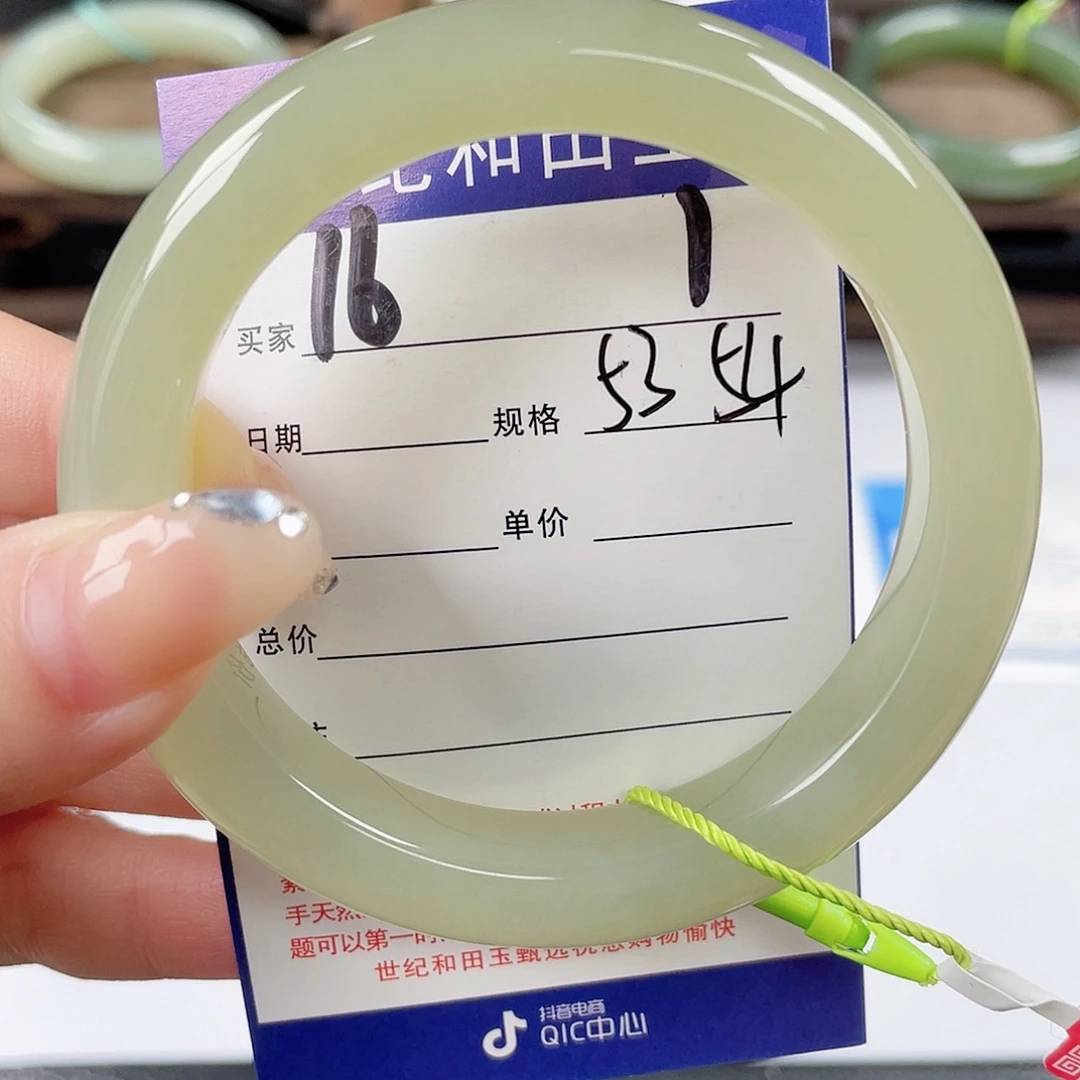 纪和田玉
买家 16 1
日期 规格 53
单价
总价
手天然
题可以第一时
世纪和田玉甄选祝您购物愉快
抖音电商
QIC中心